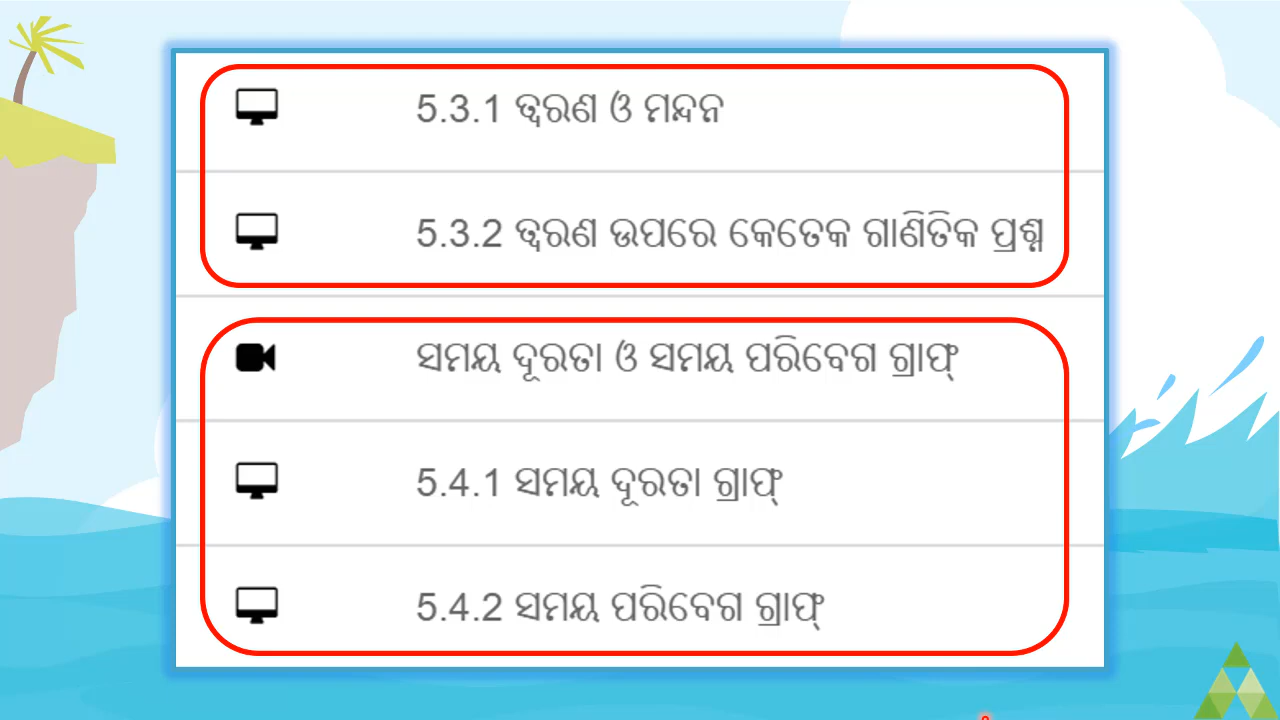 5.3.1 ତ୍ୱରଣ ଓ ମନ୍ଦନ
5.3.2 ତ୍ୱରଣ ଉପରେ କେତେକ ଗାଣିତିକ ପ୍ରଶ୍ନ
ସମୟ ଦୂରତା ଓ ସମୟ ପରିବେଗ ଗ୍ରାଫ୍
5.4.1 ସମୟ ଦୂରତା ଗ୍ରାଫ୍
5.4.2 ସମୟ ପରିବେଗ ଗ୍ରାଫ୍